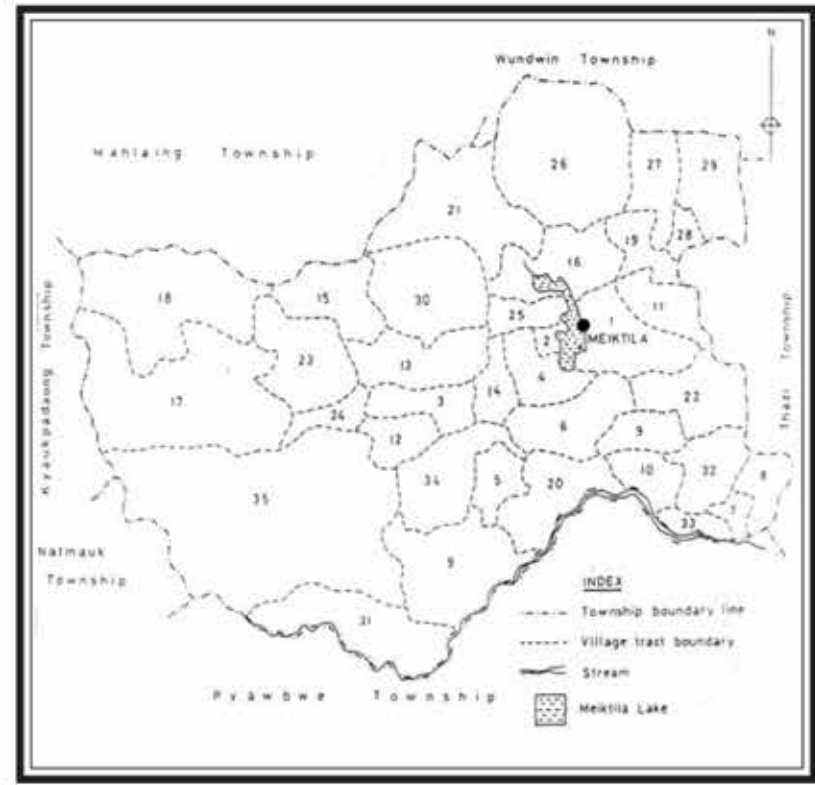 N
Wundwin Township
Mahlaing Township
26
27
29
21
19
28
16
18
15
30
25
1
11
2
MEIKTILA
Kyaukpadaung Township
Thazi Township
23
13
4
17
24
3
14
22
6
9
12
34
5
20
10
32
8
35
7
33
9
Natmauk
Township
31
INDEX
Township boundary line
Village tract boundary
Stream
Meiktila Lake
Pyawbwe Township